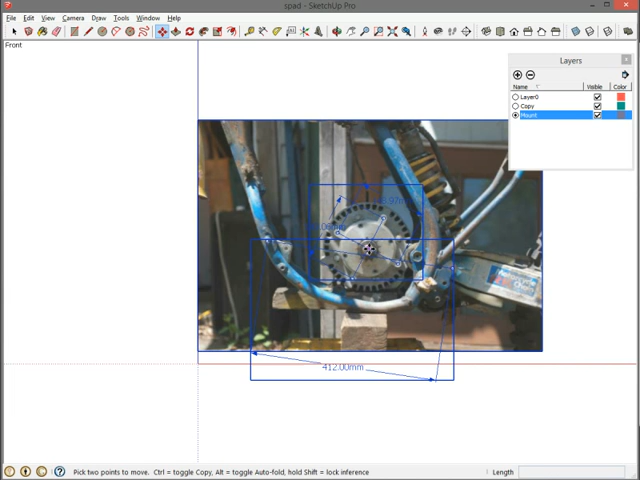 spad - SketchUp Pro
File Edit View Camera Draw Tools Window Help
Front
Layers
Name Visible Color
Layer0
Copy
Mount
412.00mm
Pick two points to move. Ctrl = toggle Copy, Alt = toggle Auto-fold, hold Shift = lock inference
Length